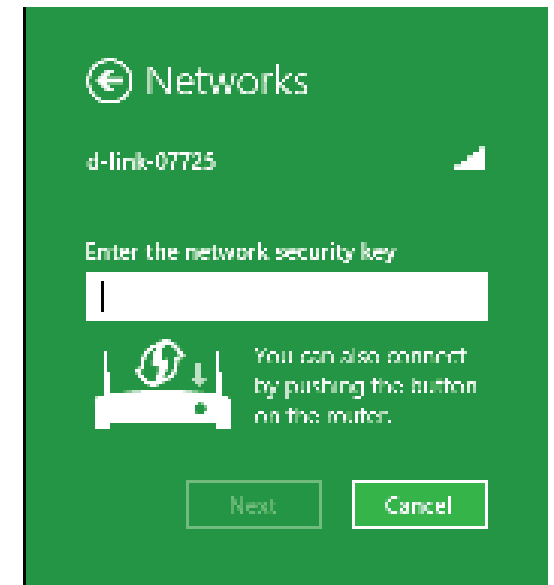 Networks
d-link-07725
Enter the network security key
You can also connect
by pushing the button
on the router.
Next
Cancel